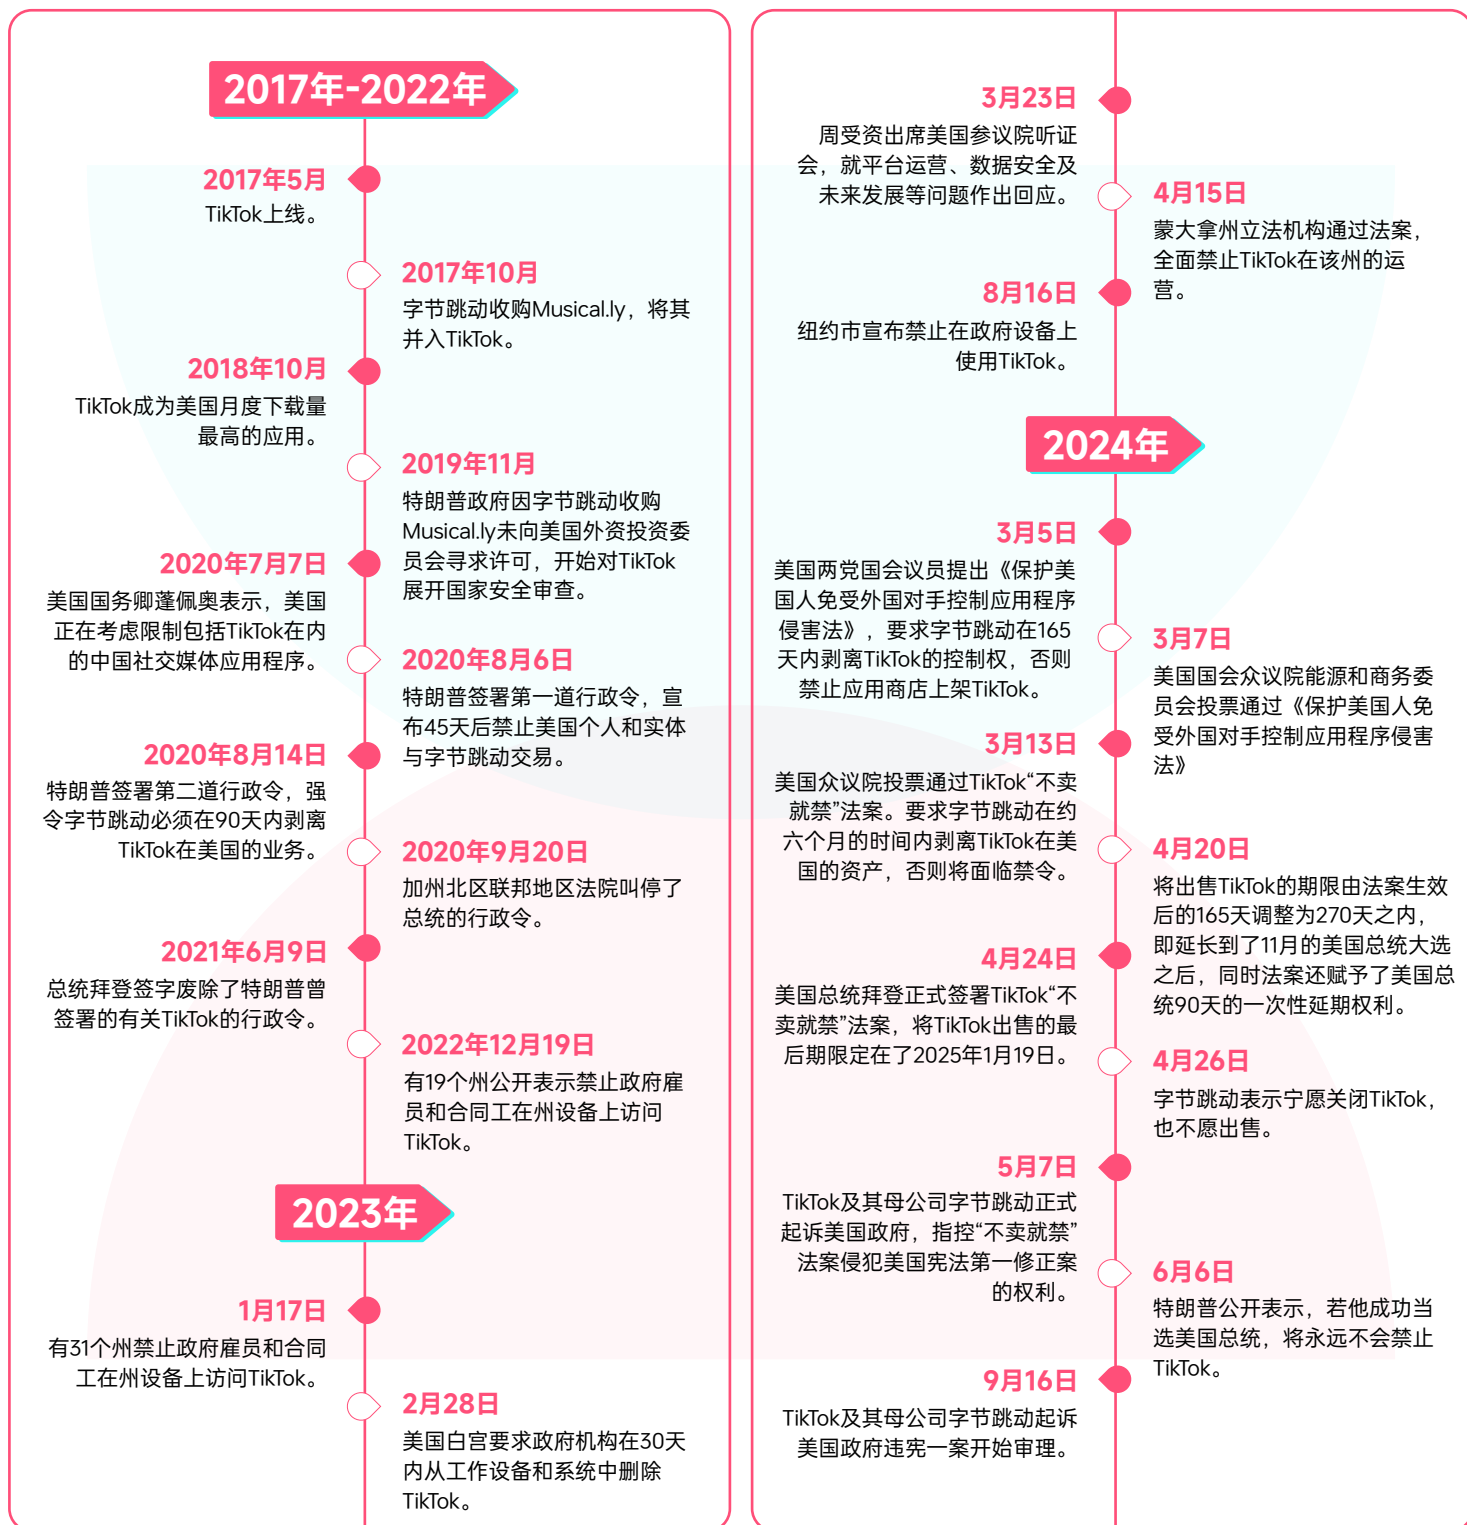 2017年-2022年
2017年5月
TikTok上线。
2017年10月
字节跳动收购Musical.ly，将其
并入TikTok。
2018年10月
TikTok成为美国月度下载量
最高的应用。
2019年11月
特朗普政府因字节跳动收购
Musical.ly未向美国外资投资委
员会寻求许可，开始对TikTok
展开国家安全审查。
2020年7月7日
美国国务卿蓬佩奥表示，美国
正在考虑限制包括TikTok在内
的中国社交媒体应用程序。
2020年8月6日
特朗普签署第一道行政令，宣
布45天后禁止美国个人和实体
与字节跳动交易。
2020年8月14日
特朗普签署第二道行政令，强
令字节跳动必须在90天内剥离
TikTok在美国的业务。
2020年9月20日
加州北区联邦地区法院叫停了
总统的行政令。
2021年6月9日
总统拜登签字废除了特朗普曾
签署的有关TikTok的行政令。
2022年12月19日
有19个州公开表示禁止政府雇
员和合同工在州设备上访问
TikTok。
2023年
1月17日
有31个州禁止政府雇员和合同
工在州设备上访问TikTok。
2月28日
美国白宫要求政府机构在30天
内从工作设备和系统中删除
TikTok。
3月23日
周受资出席美国参议院听证
会，就平台运营、数据安全及
未来发展等问题作出回应。
4月15日
蒙大拿州立法机构通过法案，
全面禁止TikTok在该州的运
营。
8月16日
纽约市宣布禁止在政府设备上
使用TikTok。
2024年
3月5日
美国两党国会议员提出《保护美
国人免受外国对手控制应用程序
侵害法》，要求字节跳动在165
天内剥离TikTok的控制权，否则
禁止应用商店上架TikTok。
3月7日
美国国会众议院能源和商务委
员会投票通过《保护美国人免
受外国对手控制应用程序侵害
法》
3月13日
美国众议院投票通过TikTok“不卖
就禁”法案。要求字节跳动在约
六个月的时间内剥离TikTok在美
国的资产，否则将面临禁令。
4月20日
将出售TikTok的期限由法案生效
后的165天调整为270天之内，
即延长到了11月的美国总统大选
之后，同时法案还赋予了美国总
统90天的一次性延期权利。
4月24日
美国总统拜登正式签署TikTok“不
卖就禁”法案，将TikTok出售的最
后期限定在了2025年1月19日。
4月26日
字节跳动表示宁愿关闭TikTok，
也不愿出售。
5月7日
TikTok及其母公司字节跳动正式
起诉美国政府，指控“不卖就禁”
法案侵犯美国宪法第一修正案
的权利。
6月6日
特朗普公开表示，若他成功当
选美国总统，将永远不会禁止
TikTok。
9月16日
TikTok及其母公司字节跳动起诉
美国政府违宪一案开始审理。